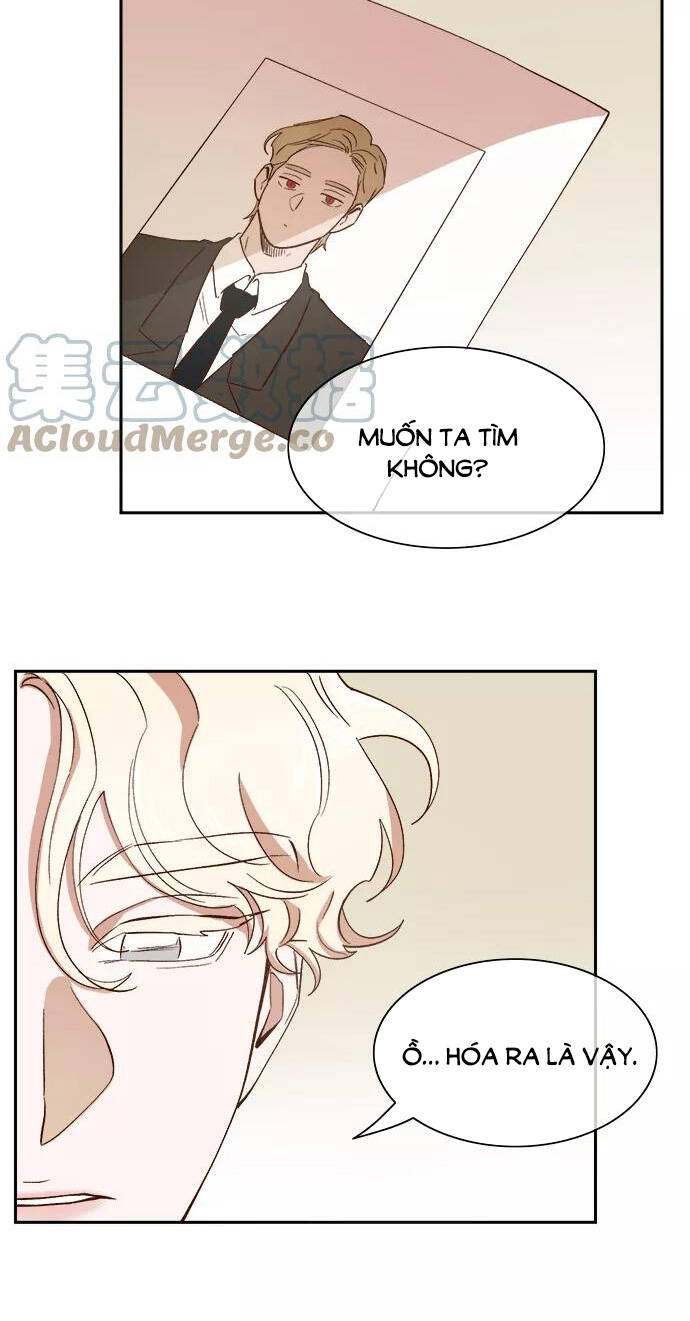 集云数据
ACloudMerge.co
MUỐN TA TÌM
KHÔNG?
Ồ... HÓA RA LÀ VẬY.